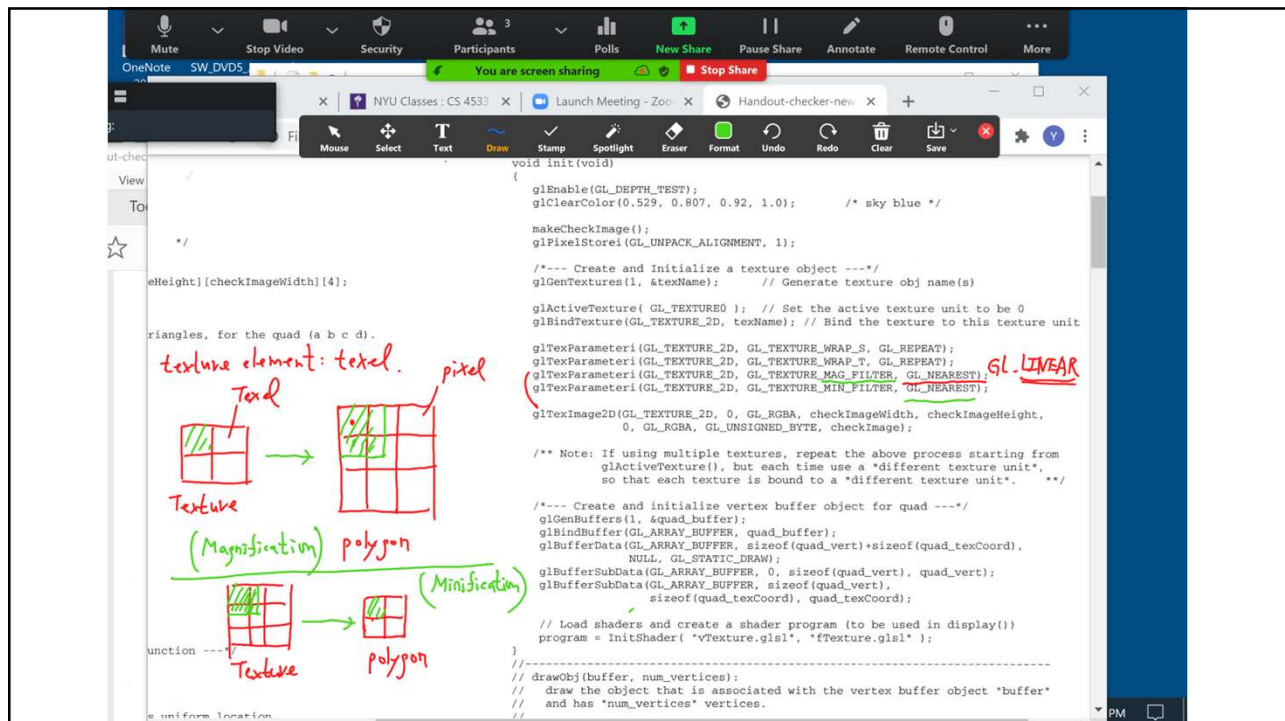 Mute
Stop Video
Security
Participants
3
Polls
New Share
Pause Share
Annotate
Remote Control
More
OneNote
SW_DVD5_
You are screen sharing
Stop Share
NYU Classes : CS 4533
Launch Meeting - Zoo
Handout-checker-new
Mouse
Select
Text
Draw
Stamp
Spotlight
Eraser
Format
Undo
Redo
Clear
Save
Y
ut-chec
View
*/
eHeight][checkImageWidth][4];
riangles, for the quad (a b c d).
texture element: texel.
Texel
pixel
Texture
polygon
(Magnification)
(Minification)
Texture
polygon
unction ---*/
s uniform location
void init(void)
{
glEnable(GL_DEPTH_TEST);
glClearColor(0.529, 0.807, 0.92, 1.0); /* sky blue */
makeCheckImage();
glPixelStorei(GL_UNPACK_ALIGNMENT, 1);
/*--- Create and Initialize a texture object ---*/
glGenTextures(1, &texName); // Generate texture obj name(s)
glActiveTexture( GL_TEXTURE0 ); // Set the active texture unit to be 0
glBindTexture(GL_TEXTURE_2D, texName); // Bind the texture to this texture unit
glTexParameteri(GL_TEXTURE_2D, GL_TEXTURE_WRAP_S, GL_REPEAT);
glTexParameteri(GL_TEXTURE_2D, GL_TEXTURE_WRAP_T, GL_REPEAT);
glTexParameteri(GL_TEXTURE_2D, GL_TEXTURE_MAG_FILTER, GL_NEAREST);
GL_LINEAR
glTexParameteri(GL_TEXTURE_2D, GL_TEXTURE_MIN_FILTER, GL_NEAREST);
glTexImage2D(GL_TEXTURE_2D, 0, GL_RGBA, checkImageWidth, checkImageHeight,
0, GL_RGBA, GL_UNSIGNED_BYTE, checkImage);
/** Note: If using multiple textures, repeat the above process starting from
glActiveTexture(), but each time use a *different texture unit*,
so that each texture is bound to a *different texture unit*. **/
/*--- Create and initialize vertex buffer object for quad ---*/
glGenBuffers(1, &quad_buffer);
glBindBuffer(GL_ARRAY_BUFFER, quad_buffer);
glBufferData(GL_ARRAY_BUFFER, sizeof(quad_vert)+sizeof(quad_texCoord),
NULL, GL_STATIC_DRAW);
glBufferSubData(GL_ARRAY_BUFFER, 0, sizeof(quad_vert), quad_vert);
glBufferSubData(GL_ARRAY_BUFFER, sizeof(quad_vert),
sizeof(quad_texCoord), quad_texCoord);
// Load shaders and create a shader program (to be used in display())
program = InitShader( "vTexture.glsl", "fTexture.glsl" );
}
//----------------------------------------------------------------------
// drawObj(buffer, num_vertices):
// draw the object that is associated with the vertex buffer object "buffer"
// and has "num_vertices" vertices.
//
PM